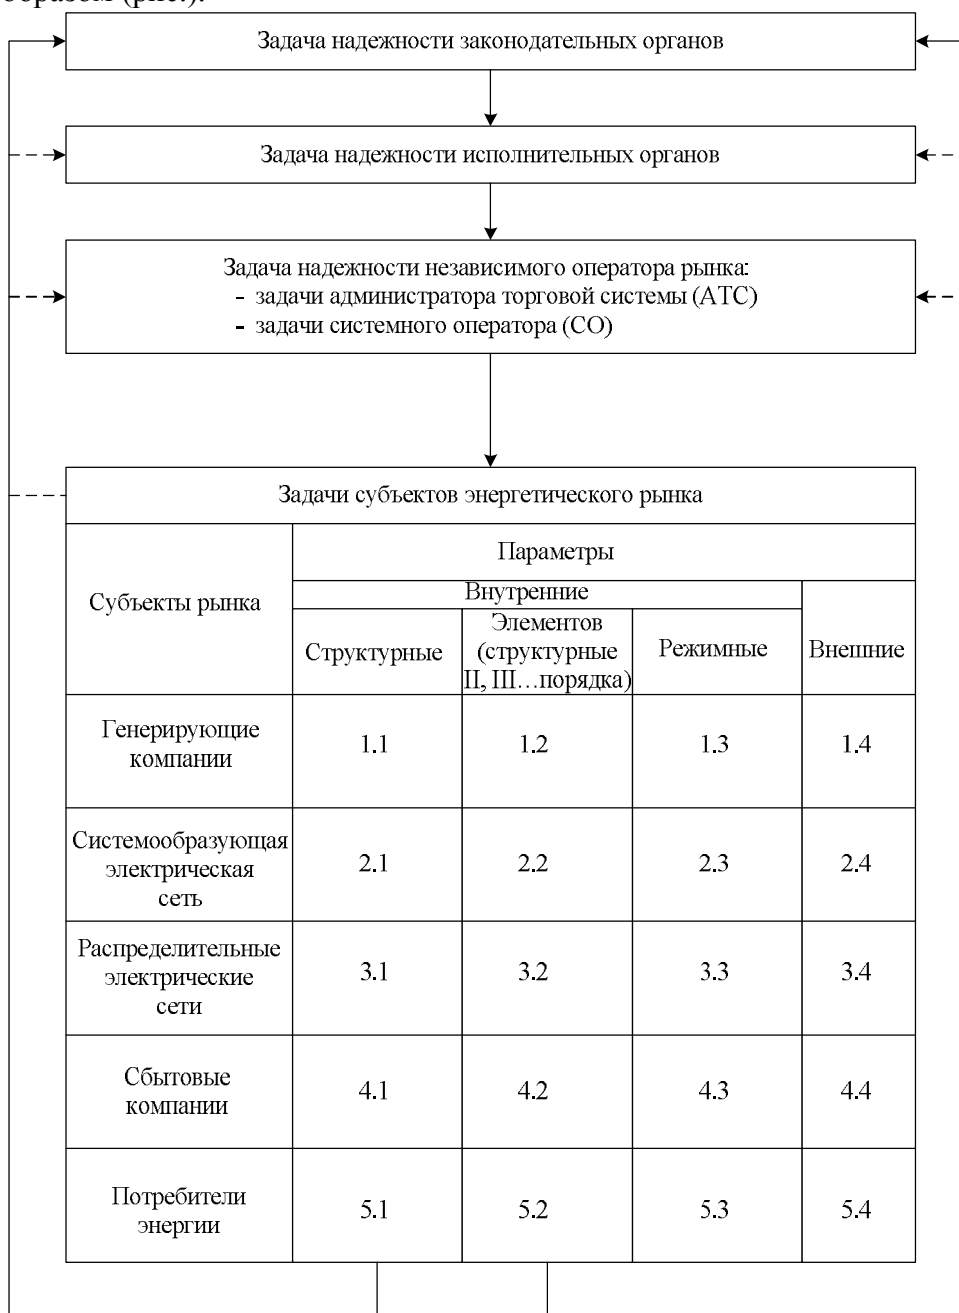 образом (рис.).
Задача надежности законодательных органов
Задача надежности исполнительных органов
Задача надежности независимого оператора рынка:
- задачи администратора торговой системы (АТС)
- задачи системного оператора (СО)
Задачи субъектов энергетического рынка
Субъекты рынка
Параметры
Внутренние
Внешние
Структурные
Элементов
(структурные
II, III…порядка)
Режимные
Генерирующие
компании
1.1
1.2
1.3
1.4
Системообразующая
электрическая
сеть
2.1
2.2
2.3
2.4
Распределительные
электрические
сети
3.1
3.2
3.3
3.4
Сбытовые
компании
4.1
4.2
4.3
4.4
Потребители
энергии
5.1
5.2
5.3
5.4